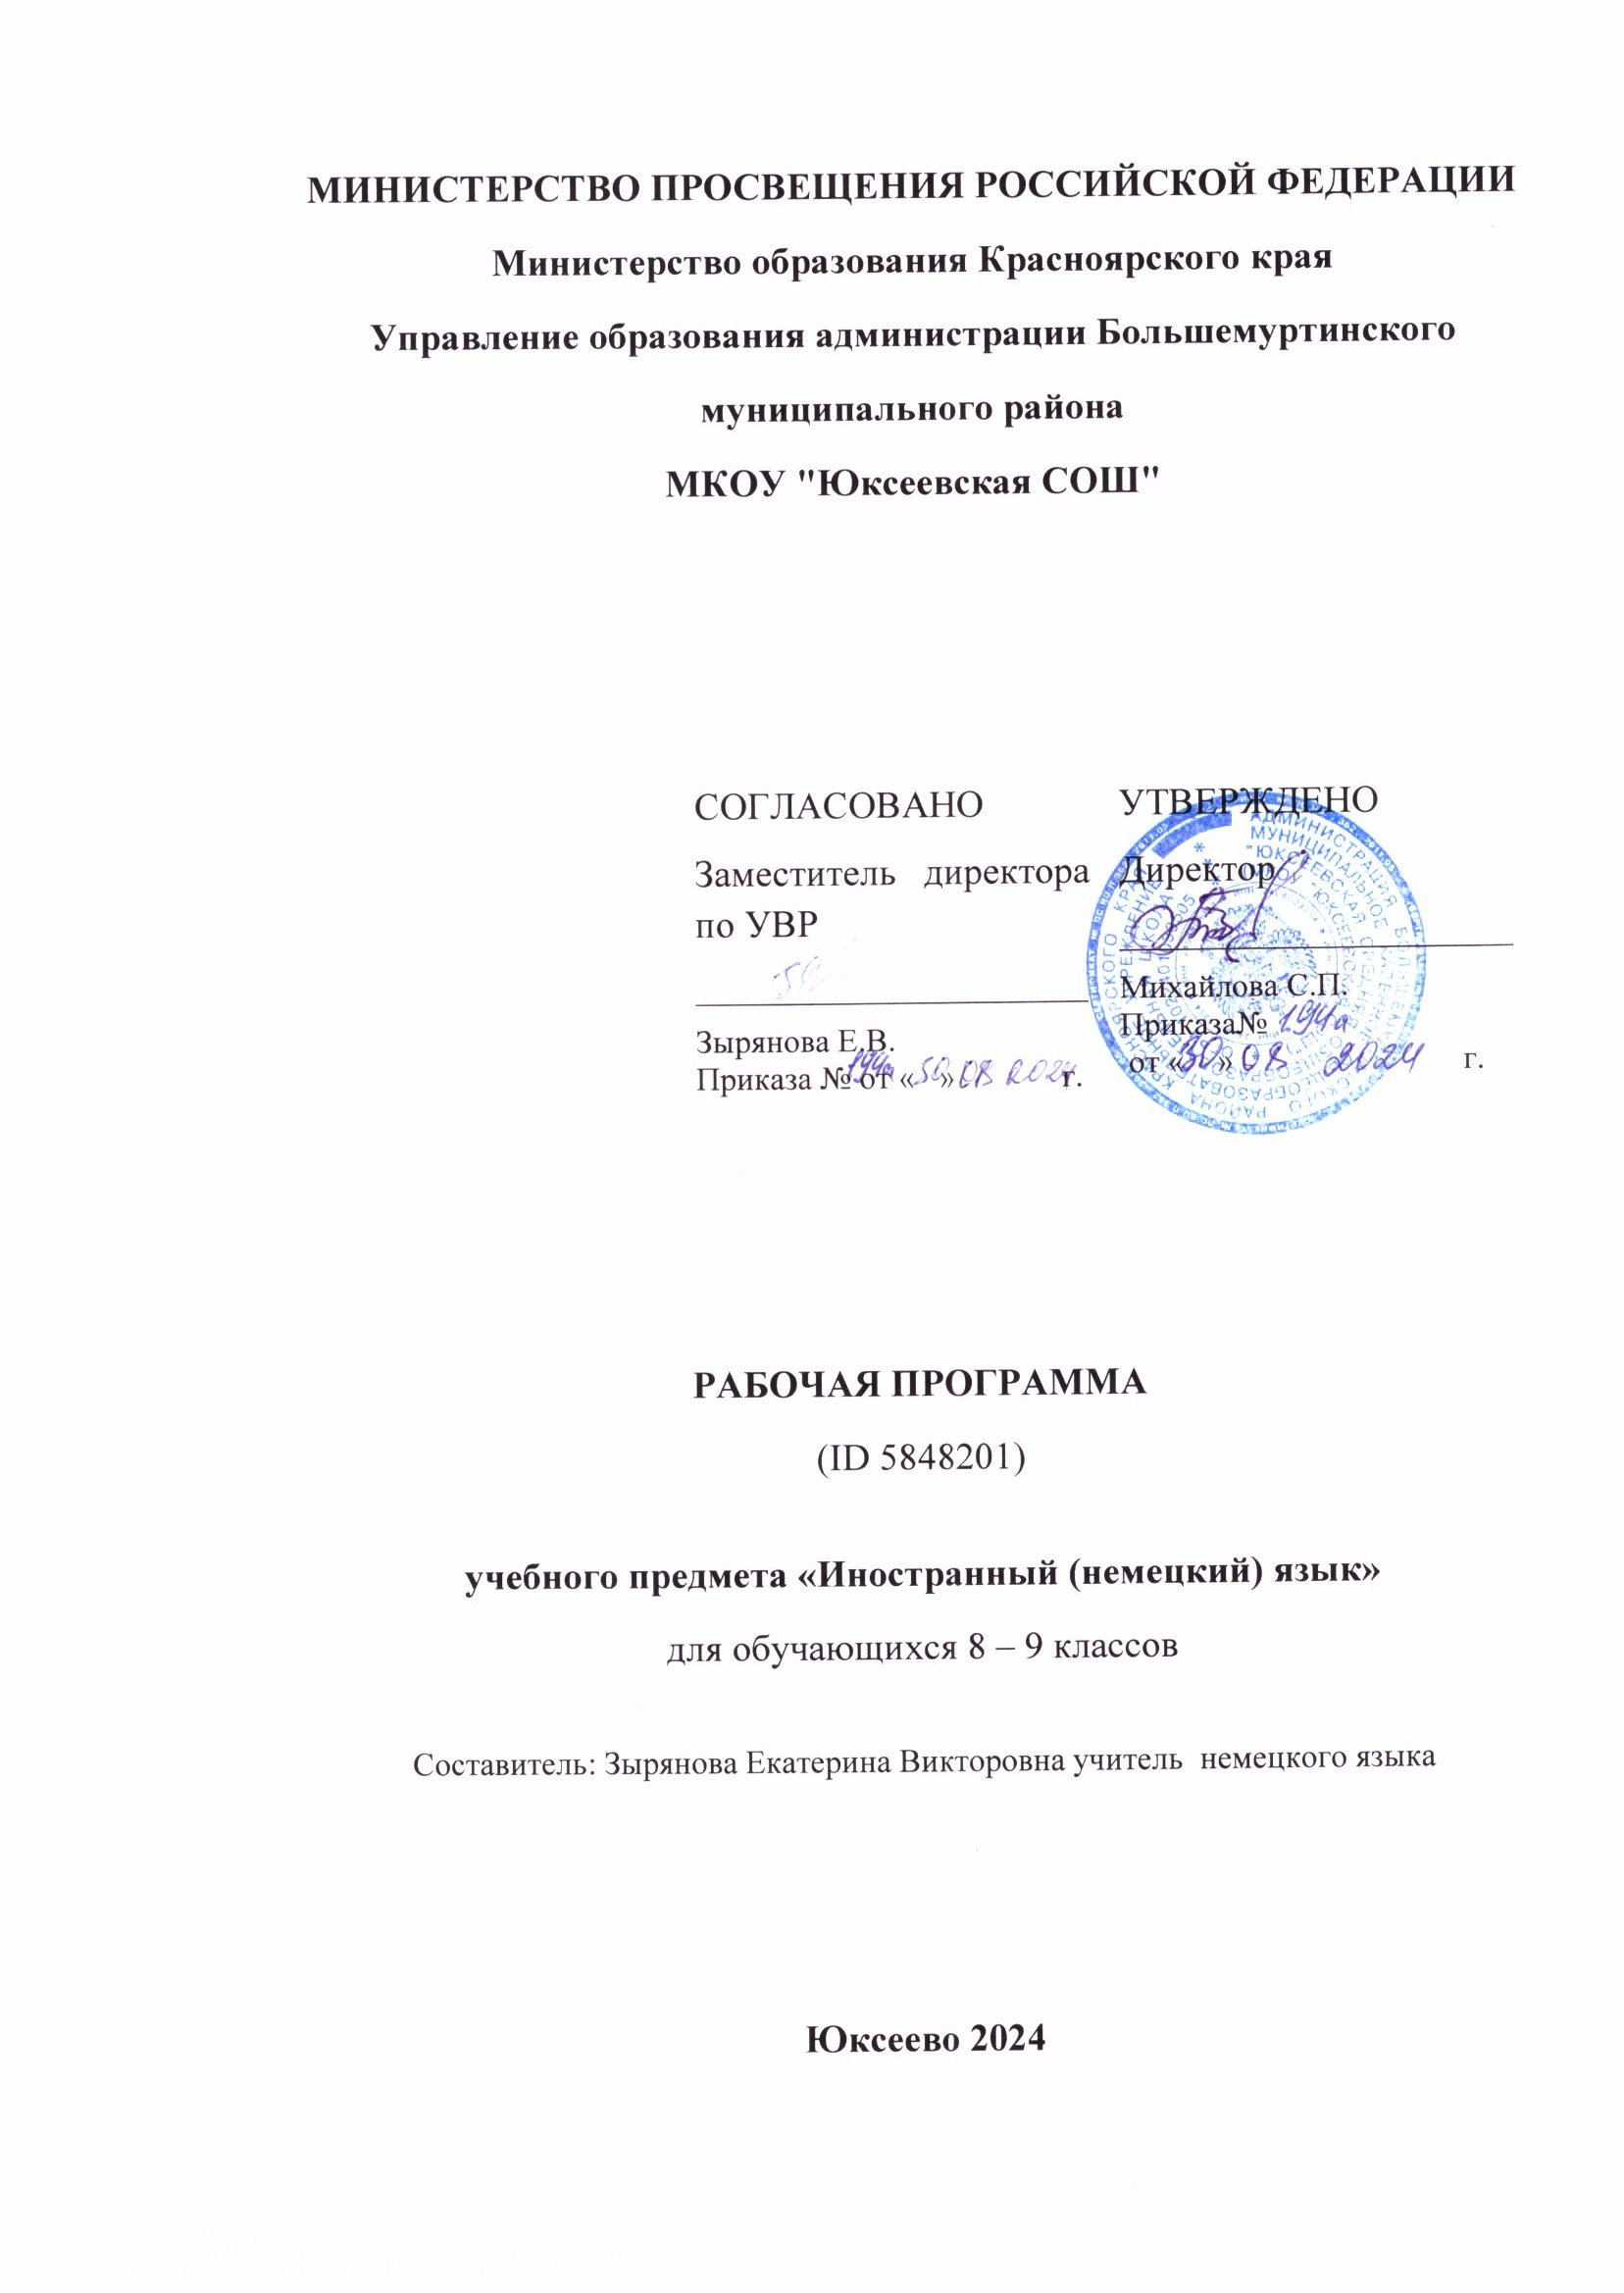 МИНИСТЕРСТВО ПРОСВЕЩЕНИЯ РОССИЙСКОЙ ФЕДЕРАЦИИ
Министерство образования Красноярского края
Управление образования администрации Большемуртинского
муниципального района
МКОУ "Юксеевская СОШ"
СОГЛАСОВАНО
Заместитель директора
по УВР
Зырянова Е.В.
Приказа № 194а от «30» 08 2024 г.
УТВЕРЖДЕНО
Директор
Михайлова С.П.
Приказа№ 194а
от «30» 08 2024 г.
РАБОЧАЯ ПРОГРАММА
(ID 5848201)
учебного предмета «Иностранный (немецкий) язык»
для обучающихся 8 – 9 классов
Составитель: Зырянова Екатерина Викторовна учитель немецкого языка
Юксеево 2024